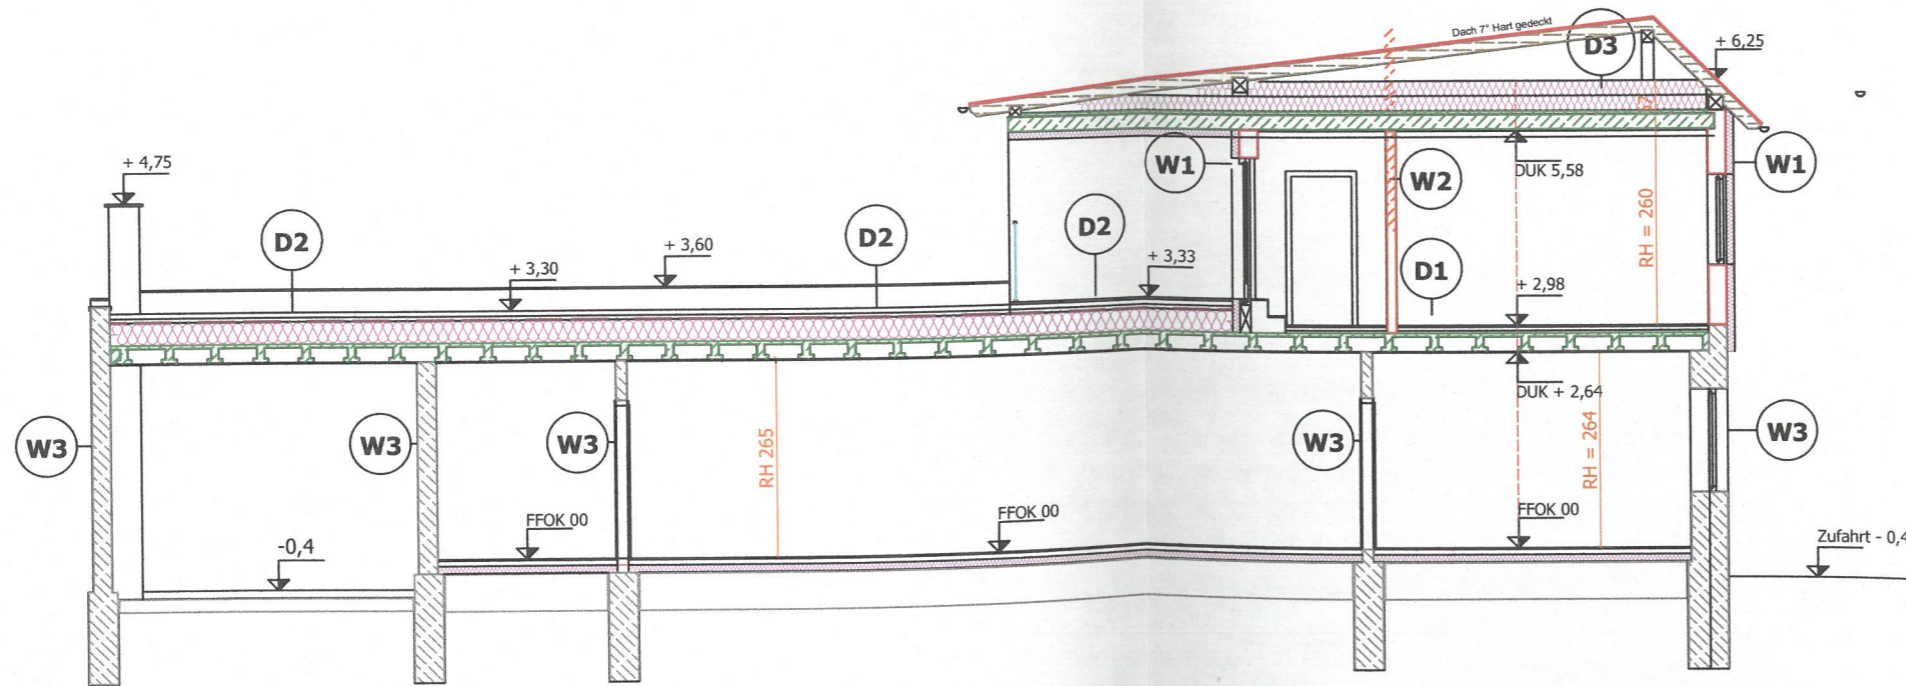 Dach 7° Hart gedeckt
D3
+ 6,25
+ 4,75
W1
DUK 5,58
W2
W1
RH = 260
D2
D2
D2
+ 3,60
+ 3,30
+ 3,33
D1
+ 2,98
DUK + 2,64
W3
W3
W3
RH 265
W3
RH = 264
W3
FFOK 00
FFOK 00
FFOK 00
-0,4
Zufahrt - 0,4